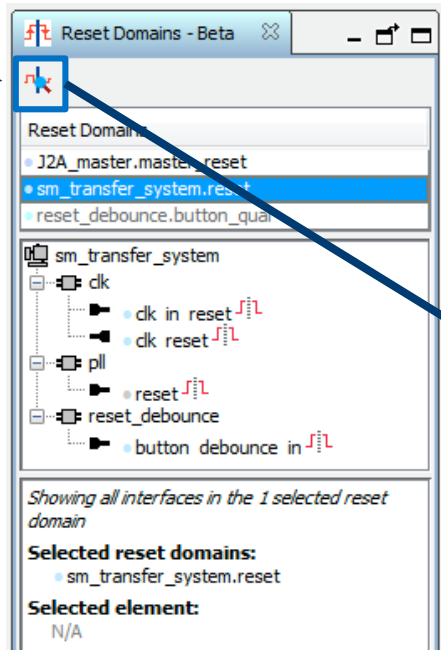 Reset Domains - Beta
Reset Domains
J2A_master.master_reset
sm_transfer_system.reset
reset_debounce.button_qual
sm_transfer_system
clk
clk_in_reset
clk_reset
pll
reset
reset_debounce
button_debounce_in
Showing all interfaces in the 1 selected reset
domain
Selected reset domains:
sm_transfer_system.reset
Selected element:
N/A